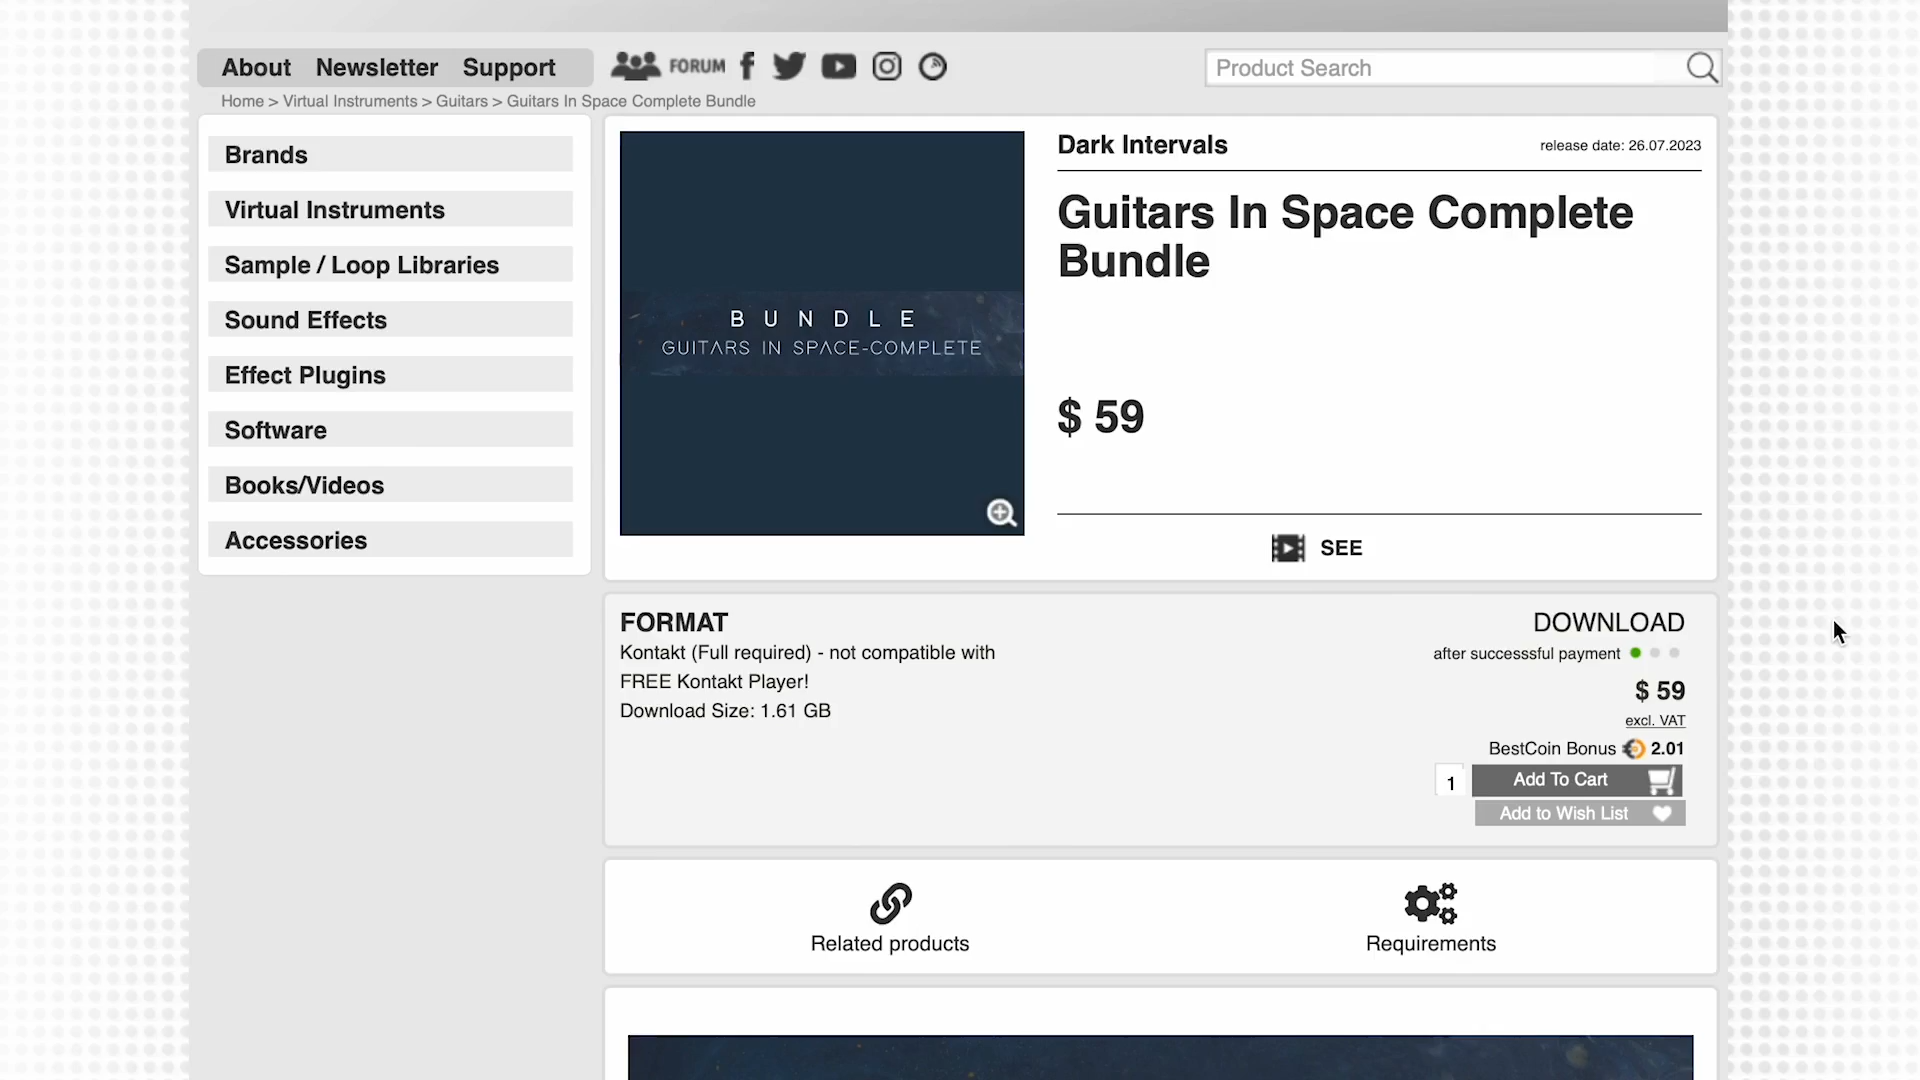 About Newsletter Support FORUM Product Search
Home > Virtual Instruments > Guitars > Guitars In Space Complete Bundle
Brands
Virtual Instruments
Sample / Loop Libraries
Sound Effects
Effect Plugins
Software
Books/Videos
Accessories
BUNDLE
GUITARS IN SPACE-COMPLETE
Dark Intervals
release date: 26.07.2023
Guitars In Space Complete
Bundle
$ 59
SEE
FORMAT
Kontakt (Full required) - not compatible with
FREE Kontakt Player!
Download Size: 1.61 GB
DOWNLOAD
after successsful payment
$ 59
excl. VAT
BestCoin Bonus 2.01
1 Add To Cart
Add to Wish List
Related products
Requirements